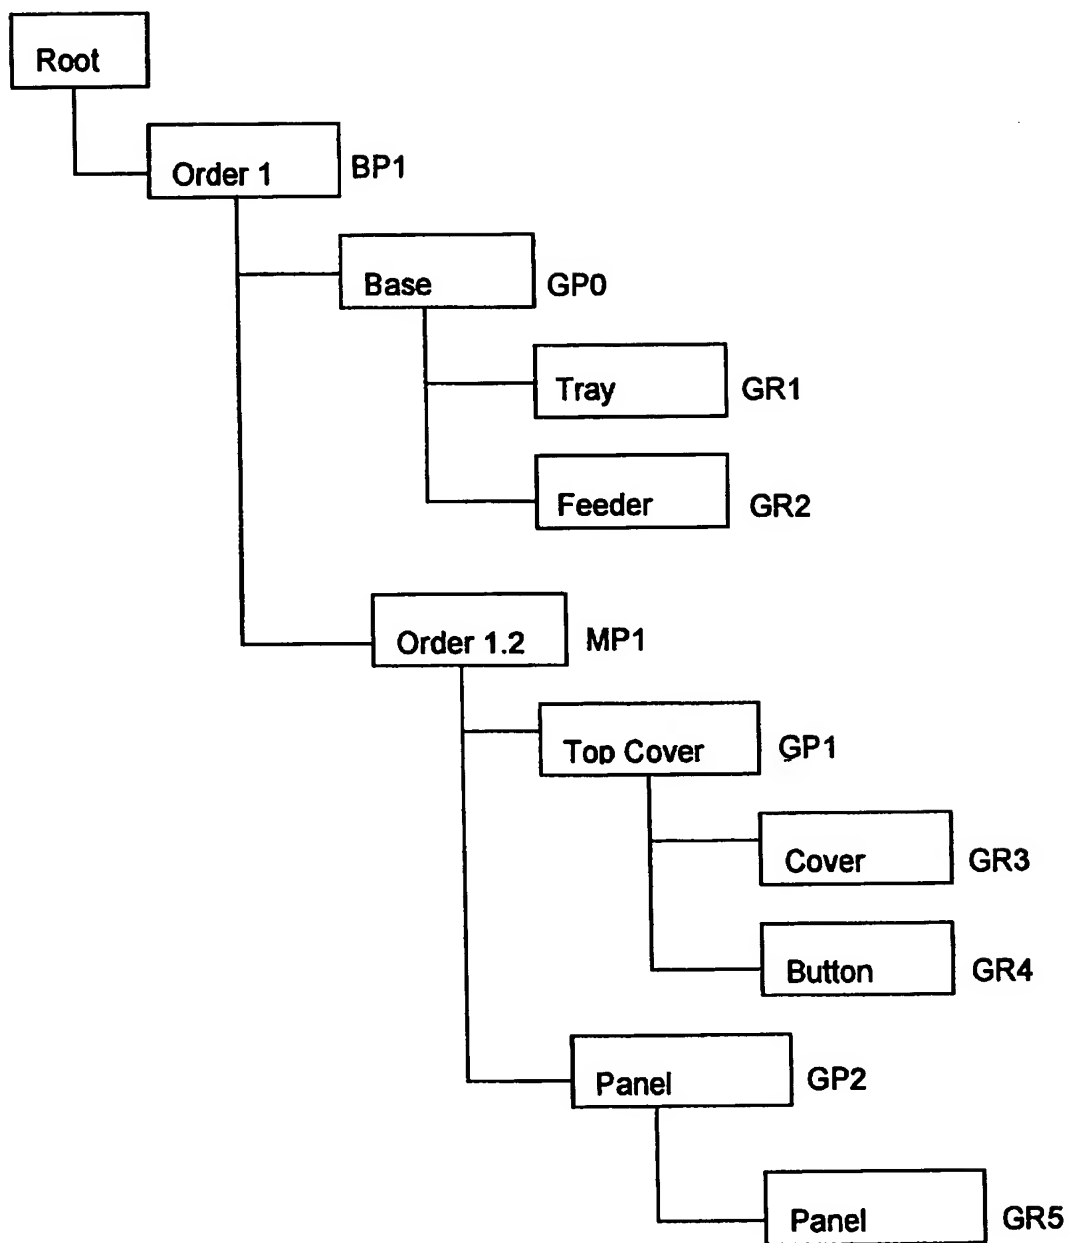 Root
Order 1 BP1
Base GP0
Tray GR1
Feeder GR2
Order 1.2 MP1
Top Cover GP1
Cover GR3
Button GR4
Panel GP2
Panel GR5